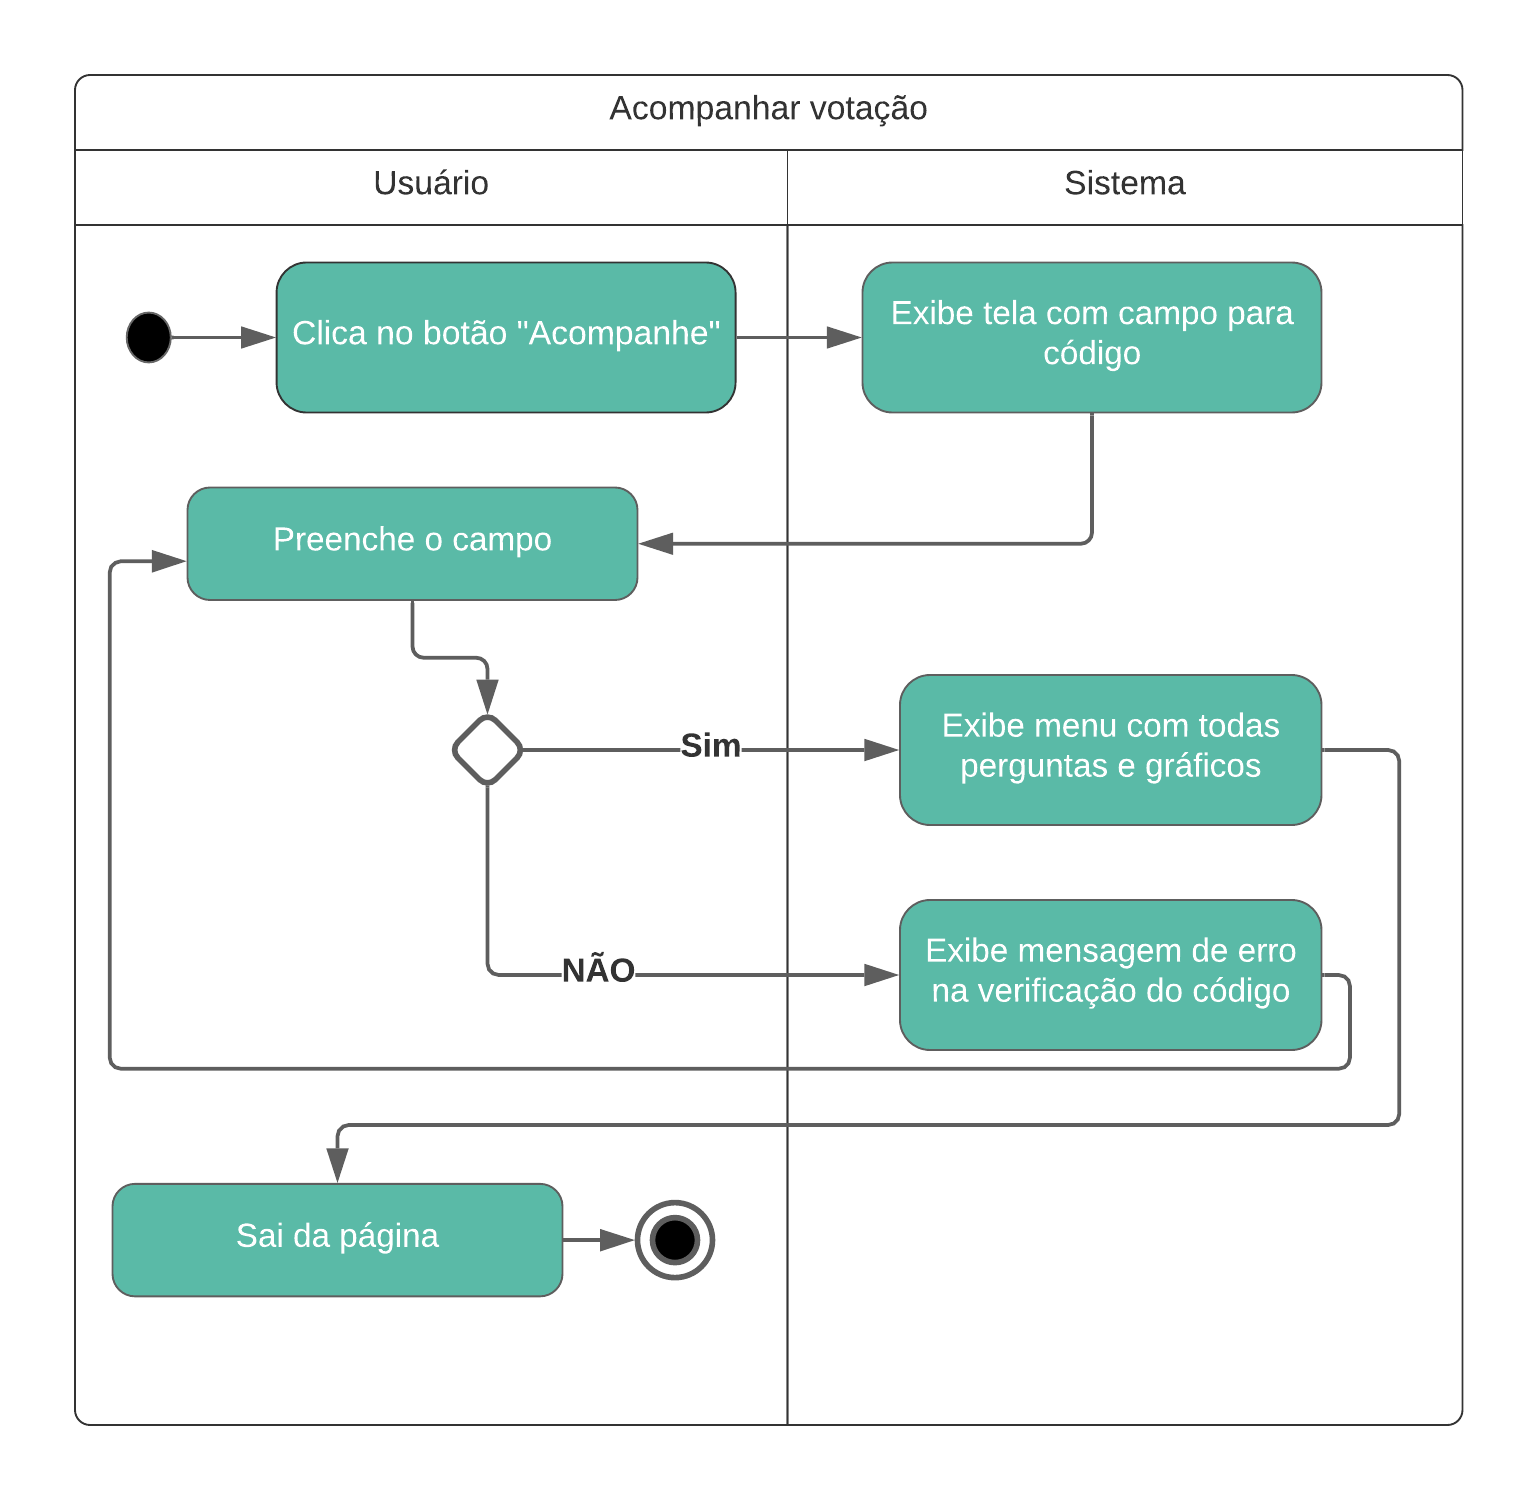 Acompanhar votação
Usuário
Sistema
Clica no botão "Acompanhe"
Exibe tela com campo para
código
Preenche o campo
Sim
Exibe menu com todas
perguntas e gráficos
NÃO
Exibe mensagem de erro
na verificação do código
Sai da página